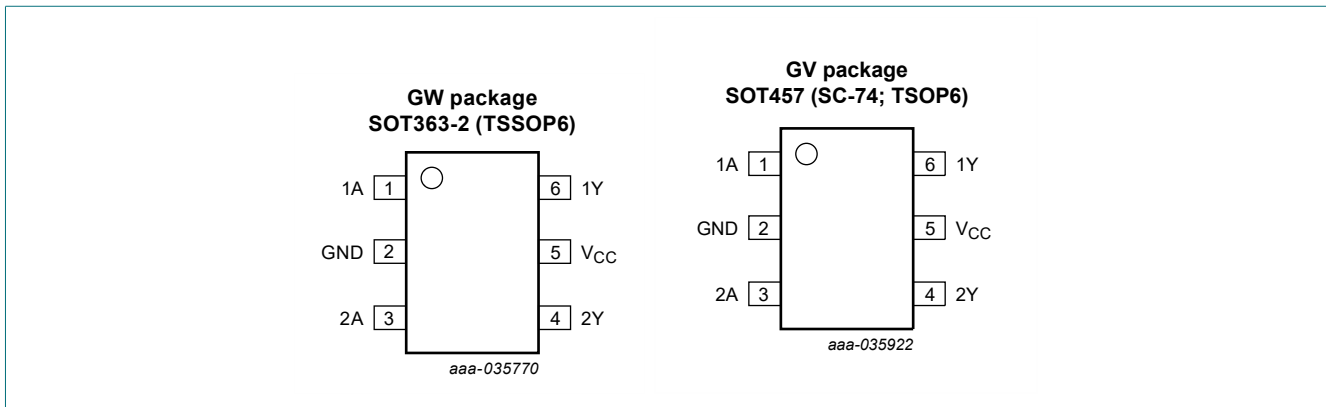 GW package
SOT363-2 (TSSOP6)
1A 1 6 1Y
GND 2 5 VCC
2A 3 4 2Y
aaa-035770
GV package
SOT457 (SC-74; TSOP6)
1A 1 6 1Y
GND 2 5 VCC
2A 3 4 2Y
aaa-035922